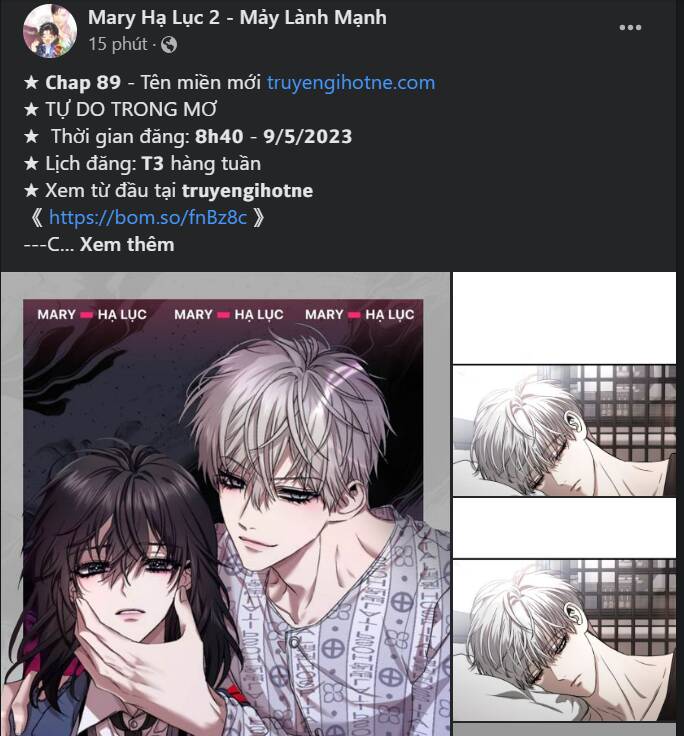 Mary Hạ Lục 2 - Mảy Lành Mạnh
15 phút ·
★ Chap 89 - Tên miền mới truyengihotne.com
★ TỰ DO TRONG MƠ
★ Thời gian đăng: 8h40 - 9/5/2023
★ Lịch đăng: T3 hàng tuần
★ Xem từ đầu tại truyengihotne
《 https://bom.so/fnBz8c 》
---C... Xem thêm
MARY HẠ LỤC MARY HẠ LỤC MARY HẠ LỤC